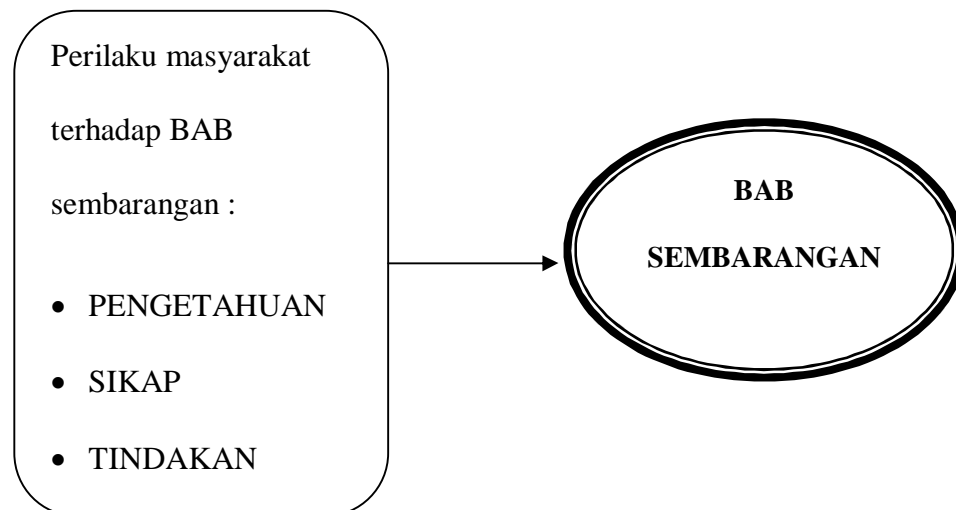 Perilaku masyarakat
terhadap BAB
sembarangan :
• PENGETAHUAN
• SIKAP
• TINDAKAN
BAB
SEMBARANGAN